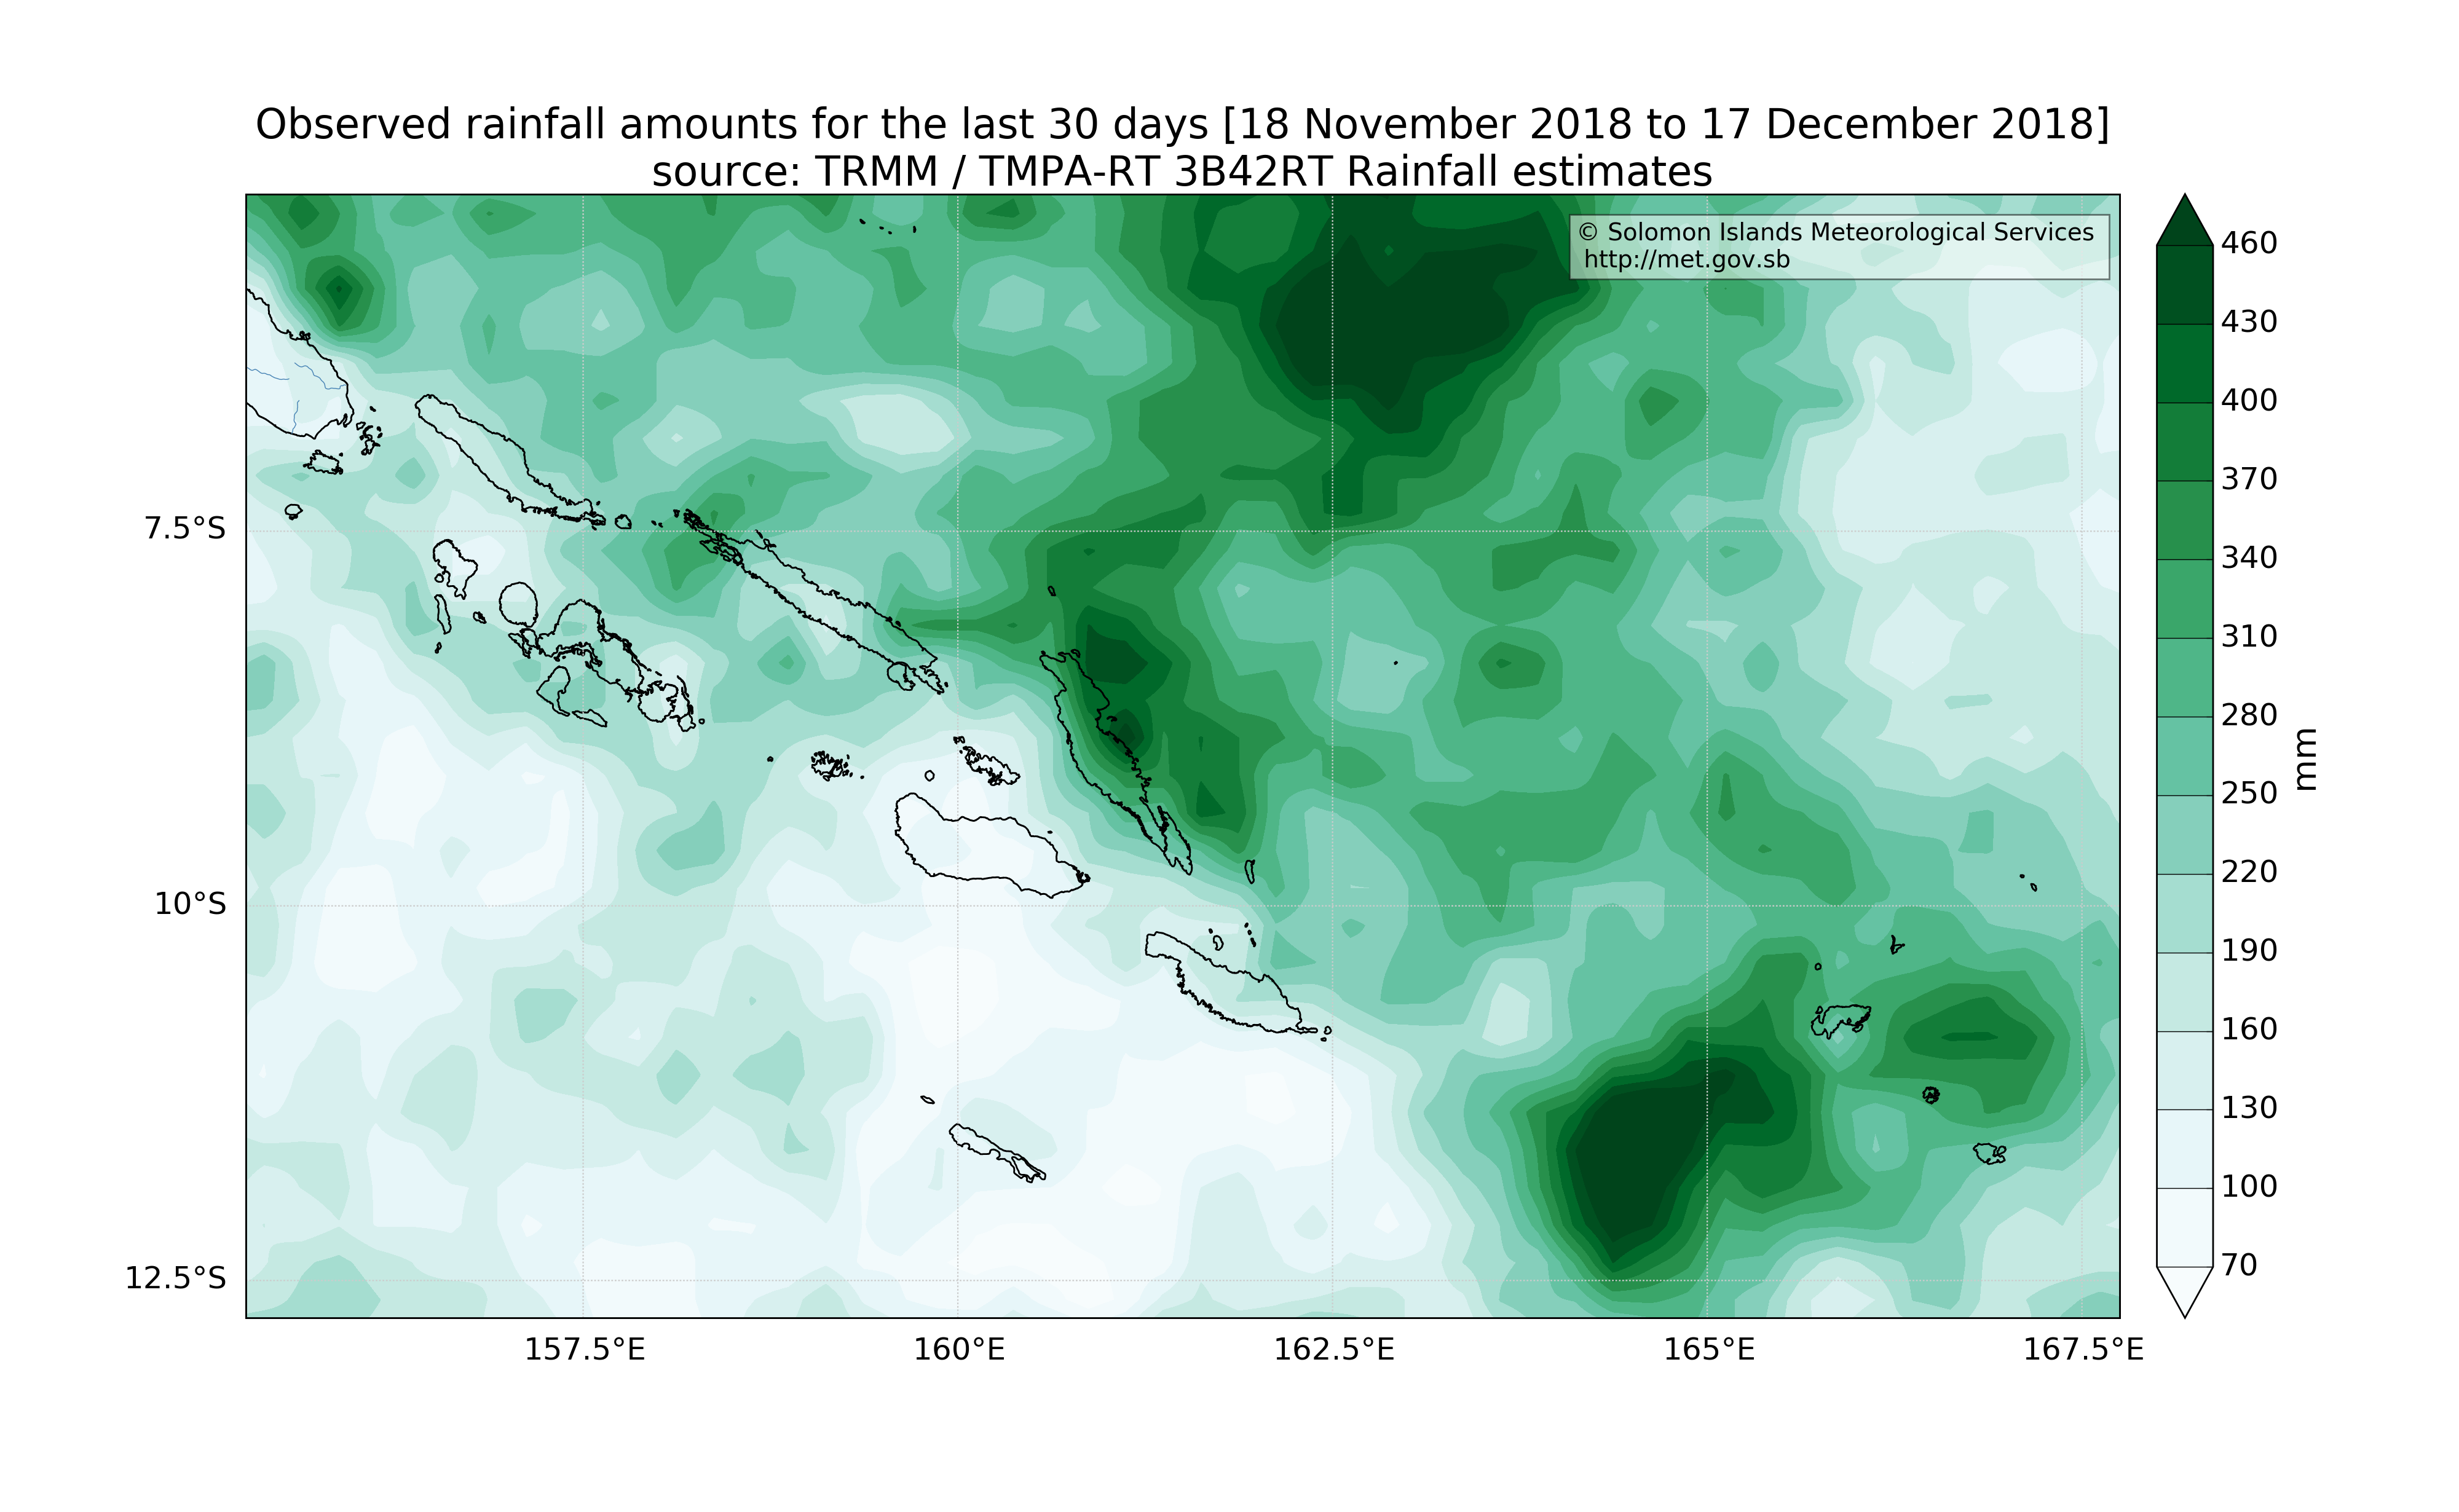 Observed rainfall amounts for the last 30 days [18 November 2018 to 17 December 2018]
source: TRMM / TMPA-RT 3B42RT Rainfall estimates
© Solomon Islands Meteorological Services
http://met.gov.sb
7.5°S
10°S
12.5°S
157.5°E
160°E
162.5°E
165°E
167.5°E
460
430
400
370
340
310
280
250
220
190
160
130
100
70
mm